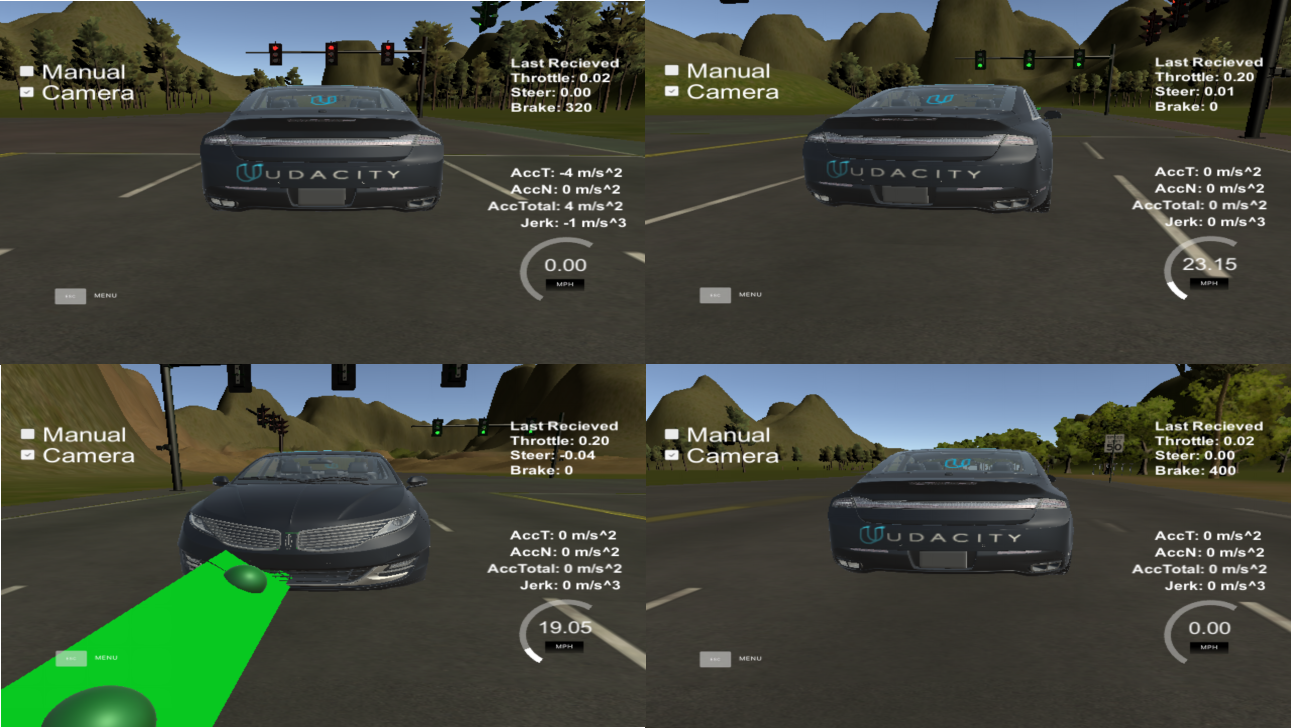 Manual
Camera
Last Recieved
Throttle: 0.02
Steer: 0.00
Brake: 320
UDACITY
AccT: -4 m/s^2
AccN: 0 m/s^2
AccTotal: 4 m/s^2
Jerk: -1 m/s^3
0.00
MPH
ESC
MENU
Manual
Camera
Last Recieved
Throttle: 0.20
Steer: 0.01
Brake: 0
UDACITY
AccT: 0 m/s^2
AccN: 0 m/s^2
AccTotal: 0 m/s^2
Jerk: 0 m/s^3
23.15
MPH
ESC
MENU
Manual
Camera
Last Recieved
Throttle: 0.20
Steer: -0.04
Brake: 0
AccT: 0 m/s^2
AccN: 0 m/s^2
AccTotal: 0 m/s^2
Jerk: 0 m/s^3
19.05
MPH
ESC
MENU
Manual
Camera
Last Recieved
Throttle: 0.02
Steer: 0.00
Brake: 400
UDACITY
AccT: 0 m/s^2
AccN: 0 m/s^2
AccTotal: 0 m/s^2
Jerk: 0 m/s^3
0.00
MPH
ESC
MENU